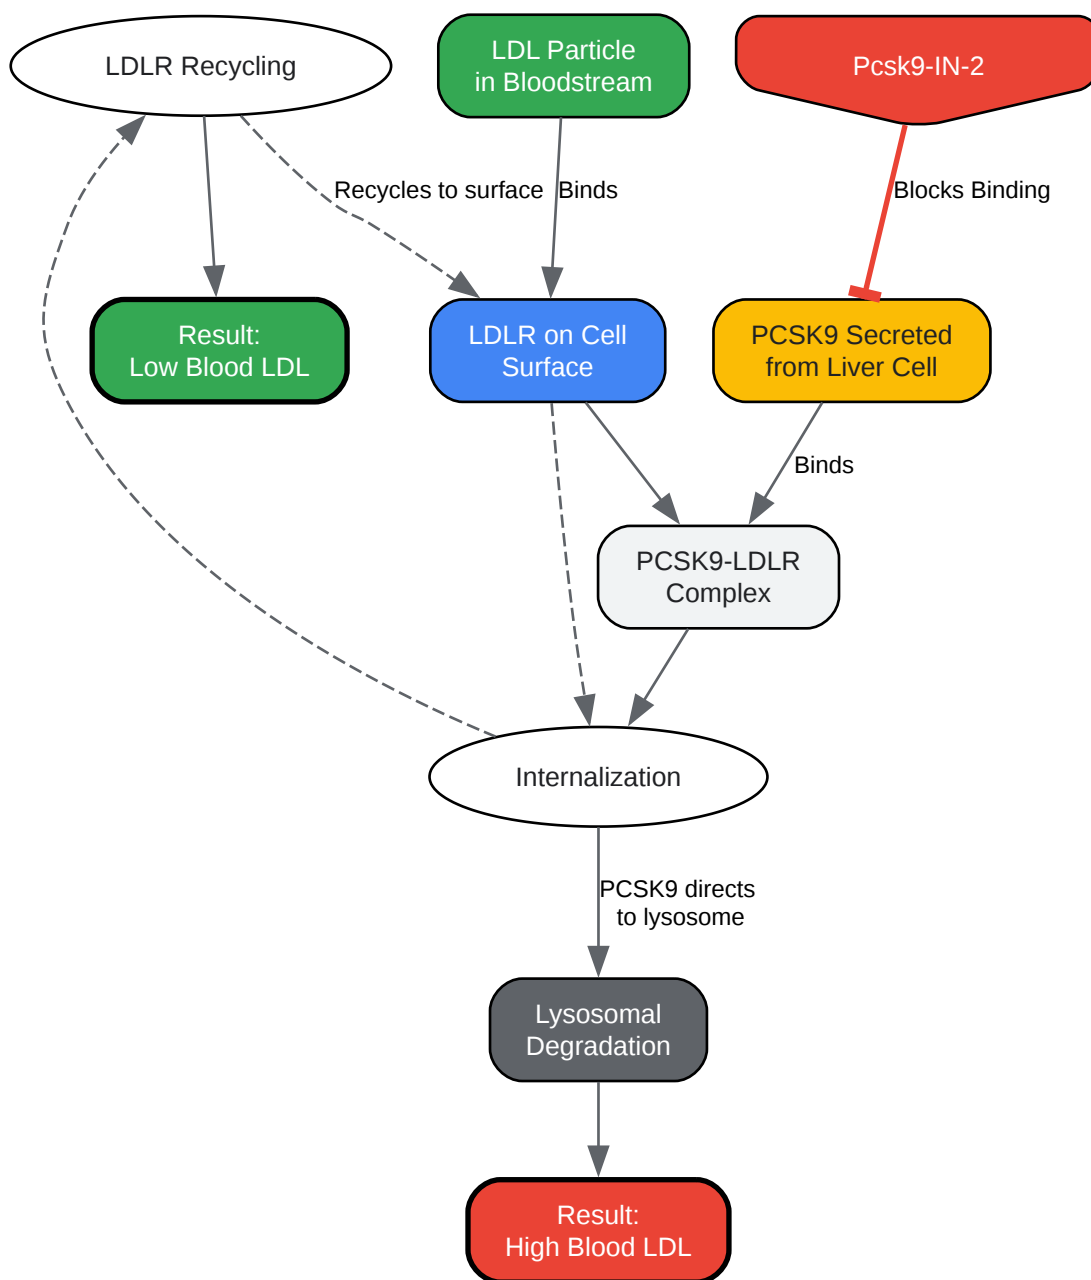 LDLR Recycling
LDL Particle
in Bloodstream
Pcsk9-IN-2
Recycles to surface
Binds
Blocks Binding
Result:
Low Blood LDL
LDLR on Cell
Surface
PCSK9 Secreted
from Liver Cell
Binds
PCSK9-LDLR
Complex
Internalization
PCSK9 directs
to lysosome
Lysosomal
Degradation
Result:
High Blood LDL